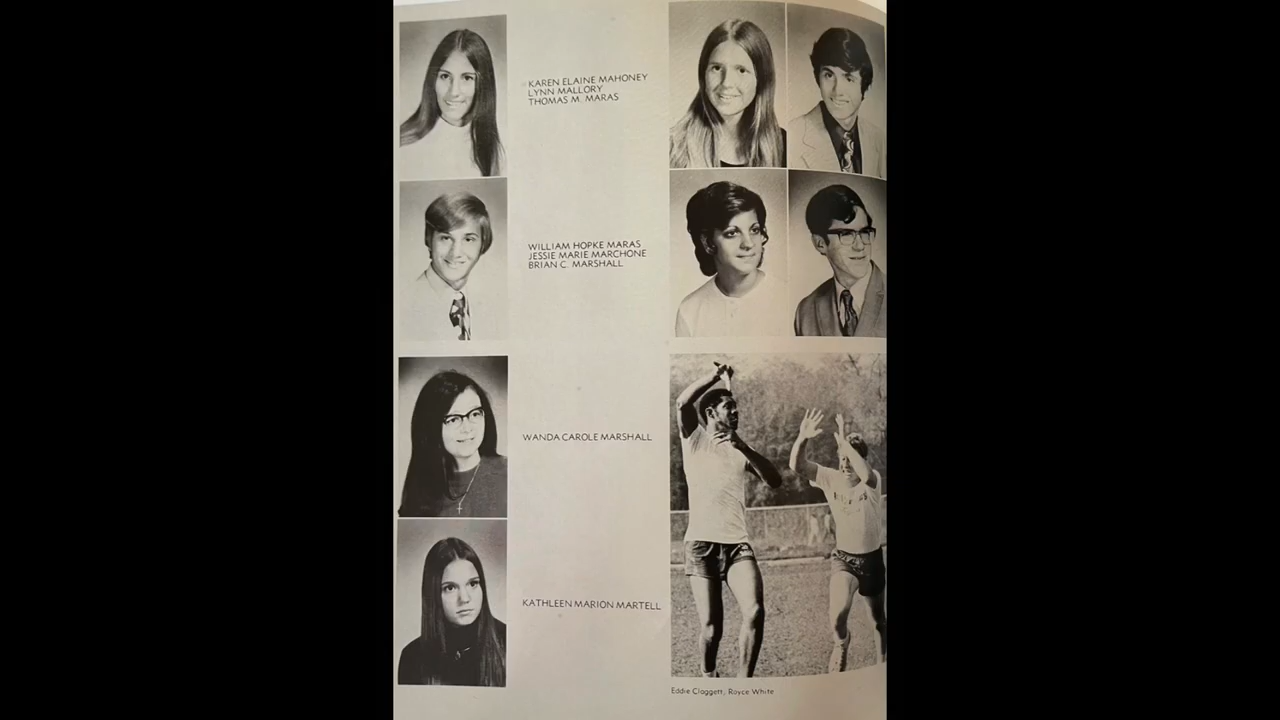 KAREN ELAINE MAHONEY
LYNN MALLORY
THOMAS M. MARAS
WILLIAM HOPKE MARAS
JESSIE MARIE MARCHONE
BRIAN C. MARSHALL
WANDA CAROLE MARSHALL
KATHLEEN MARION MARTELL
Eddie Claggett, Royce White